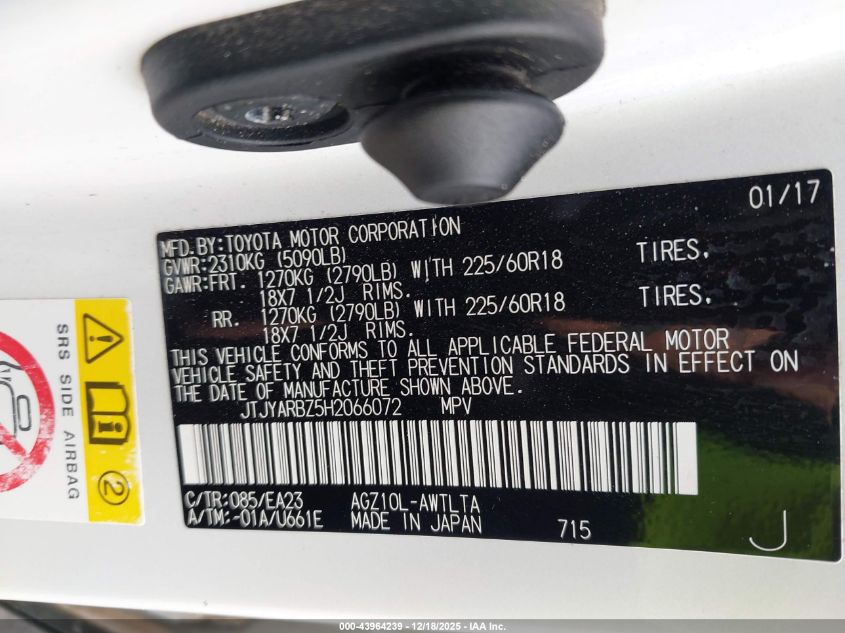 01/17
MFD.BY:TOYOTA MOTOR CORPORATION
GVWR:2310KG (5090LB)
GAWR:FRT. 1270KG (2790LB) WITH 225/60R18 TIRES,
18X7 1/2J RIMS.
RR. 1270KG (2790LB) WITH 225/60R18 TIRES,
18X7 1/2J RIMS.
THIS VEHICLE CONFORMS TO ALL APPLICABLE FEDERAL MOTOR
VEHICLE SAFETY AND THEFT PREVENTION STANDARDS IN EFFECT ON
THE DATE OF MANUFACTURE SHOWN ABOVE.
JTJYARBZ5H2066072 MPV
C/TR:085/EA23 AGZ10L-AWTLTA
A/TM:-01A/U661E MADE IN JAPAN 715
J
SRS SIDE AIRBAG
2
000-43964239 - 12/18/2025 - IAA Inc.